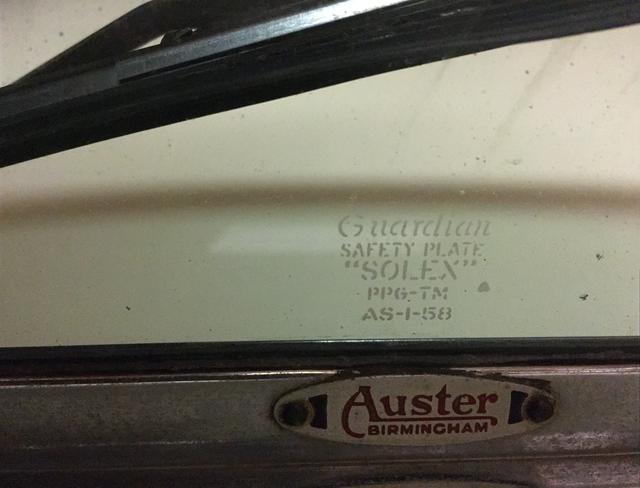 Guardian
SAFETY PLATE
“SOLEX”
PPG-TM
AS-1-58
Auster
BIRMINGHAM